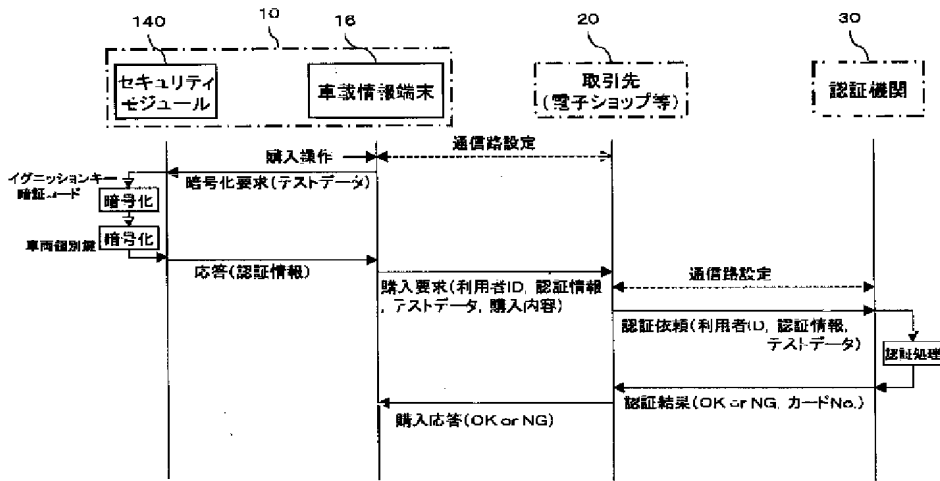 140
10
16
20
30
セキュリティ
モジュール
車載情報端末
取引先
(電子ショップ等)
認証機関
購入操作
通信路設定
暗号化要求(テストデータ)
イグニッションキー
暗証コード
暗号化
車両個別鍵
暗号化
応答(認証情報)
購入要求(利用者ID, 認証情報
, テストデータ, 購入内容)
通信路設定
認証依頼(利用者ID, 認証情報,
テストデータ)
認証処理
認証結果(OK or NG, カードNo.)
購入応答(OK or NG)